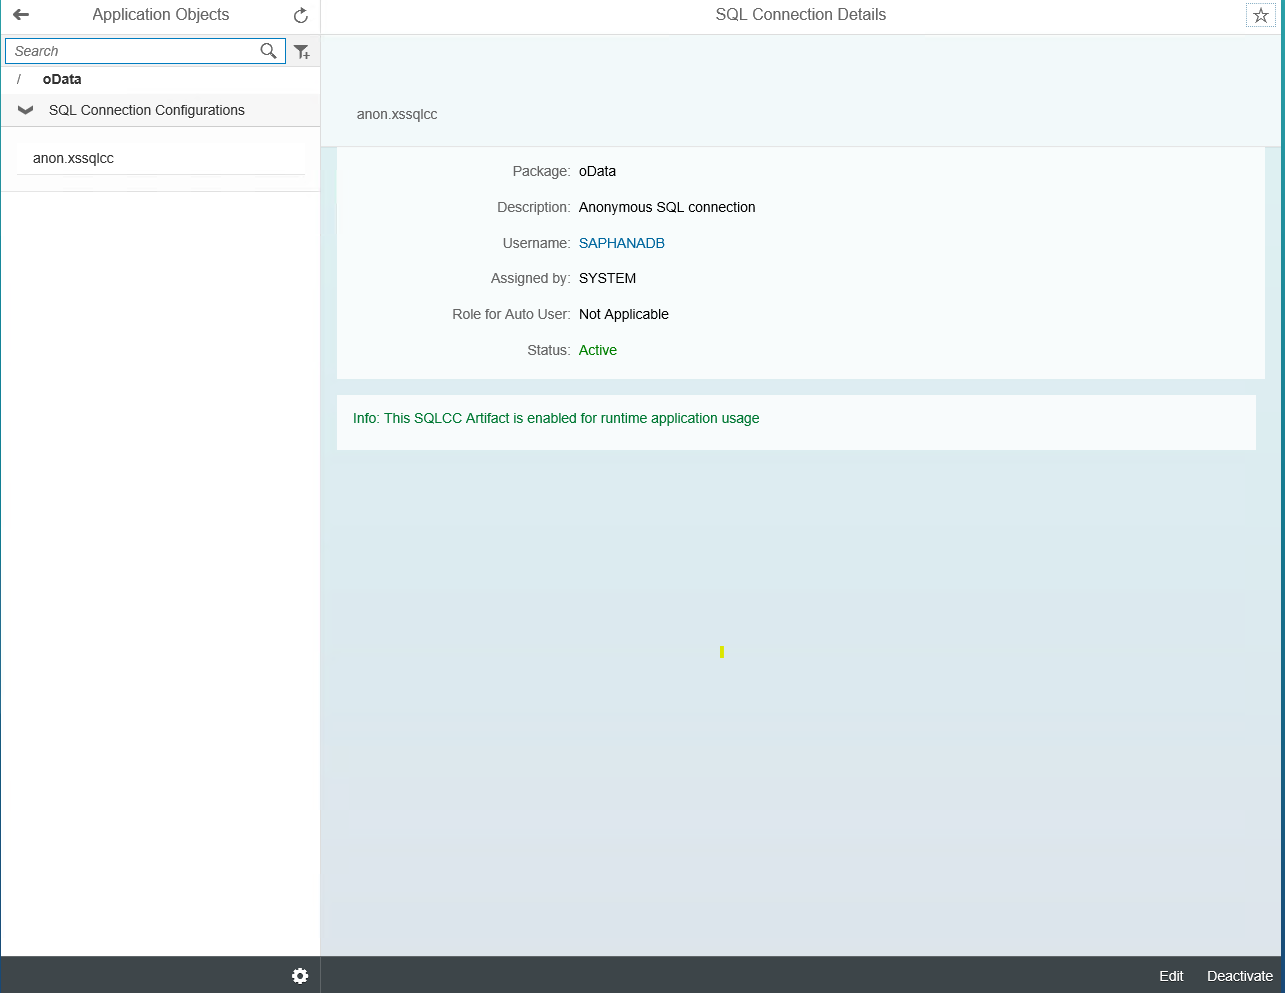 Application Objects
SQL Connection Details
Search
/ oData
SQL Connection Configurations
anon.xssqlcc
anon.xssqlcc
Package: oData
Description: Anonymous SQL connection
Username: SAPHANADB
Assigned by: SYSTEM
Role for Auto User: Not Applicable
Status: Active
Info: This SQLCC Artifact is enabled for runtime application usage
Edit Deactivate